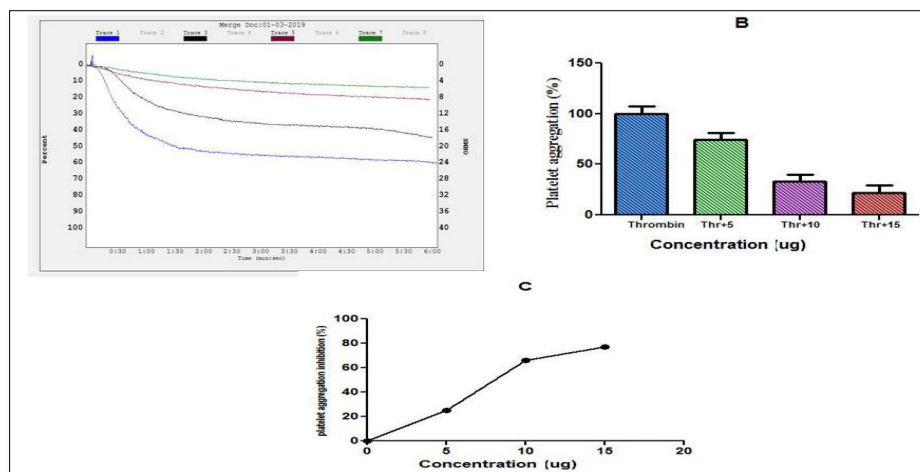 Merge Doc:01-03-2019
Trace 1 Trace 2 Trace 3 Trace 4 Trace 5 Trace 6 Trace 7 Trace 8
0 0
10 4
20 8
30 12
40 16
50 20
60 24
70 28
80 32
90 36
100 40
Percent
OHMS
0:30 1:00 1:30 2:00 2:30 3:00 3:30 4:00 4:30 5:00 5:30 6:00
Time (min:sec)
B
Platelet aggregation (%)
150
100
50
0
Thrombin Thr+5 Thr+10 Thr+15
Concentration (ug)
C
platelet aggregation inhibition (%)
100
80
60
40
20
0
0 5 10 15 20
Concentration (ug)